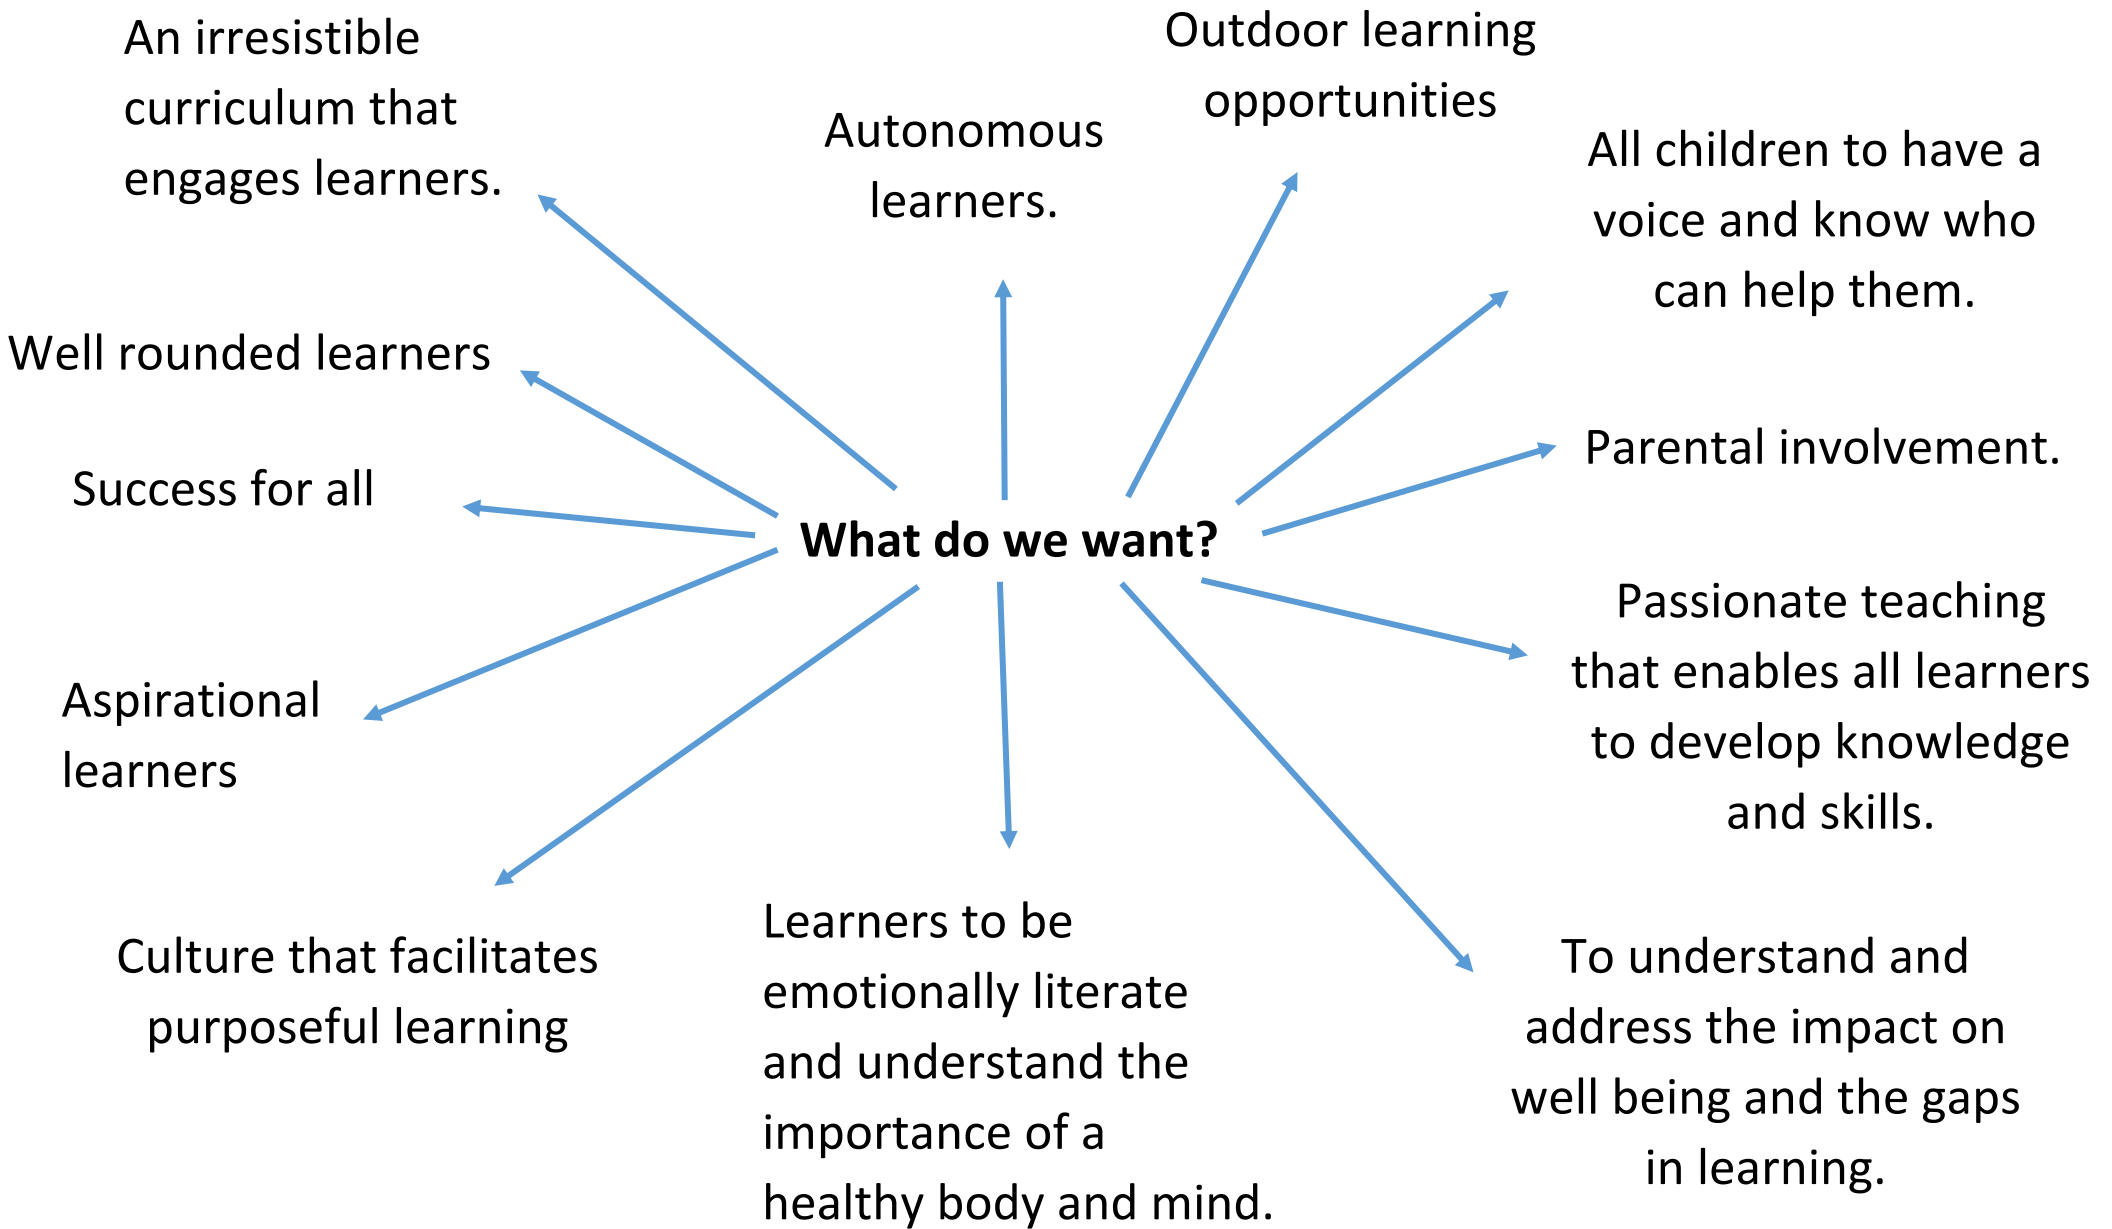 An irresistible
curriculum that
engages learners.
Autonomous
learners.
Outdoor learning
opportunities
All children to have a
voice and know who
can help them.
Well rounded learners
Success for all
What do we want?
Parental involvement.
Aspirational
learners
Passionate teaching
that enables all learners
to develop knowledge
and skills.
Culture that facilitates
purposeful learning
Learners to be
emotionally literate
and understand the
importance of a
healthy body and mind.
To understand and
address the impact on
well being and the gaps
in learning.